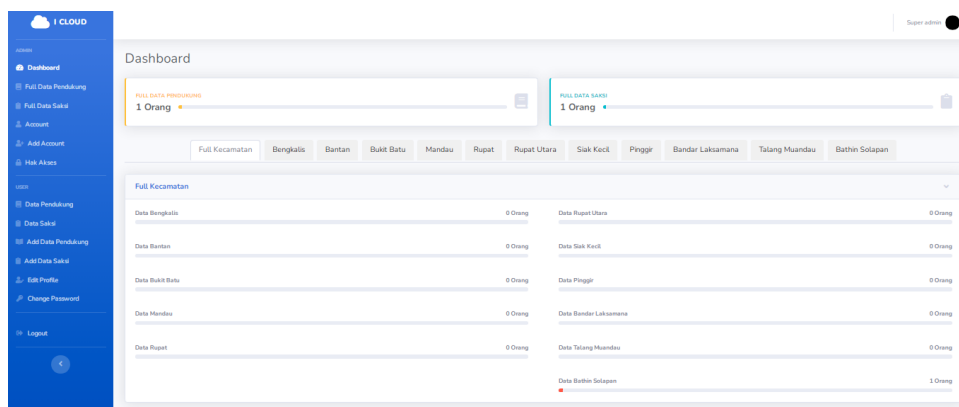 I CLOUD
Super admin
ADMIN
Dashboard
Full Data Pendukung
Full Data Saksi
Account
Add Account
Hak Akses
USER
Data Pendukung
Data Saksi
Add Data Pendukung
Add Data Saksi
Edit Profile
Change Password
Logout
Dashboard
FULL DATA PENDUKUNG
1 Orang
FULL DATA SAKSI
1 Orang
Full Kecamatan Bengkalis Bantan Bukit Batu Mandau Rupat Rupat Utara Siak Kecil Pinggir Bandar Laksamana Talang Muandau Bathin Solapan
Full Kecamatan
Data Bengkalis 0 Orang
Data Bantan 0 Orang
Data Bukit Batu 0 Orang
Data Mandau 0 Orang
Data Rupat 0 Orang
Data Rupat Utara 0 Orang
Data Siak Kecil 0 Orang
Data Pinggir 0 Orang
Data Bandar Laksamana 0 Orang
Data Talang Muandau 0 Orang
Data Bathin Solapan 1 Orang